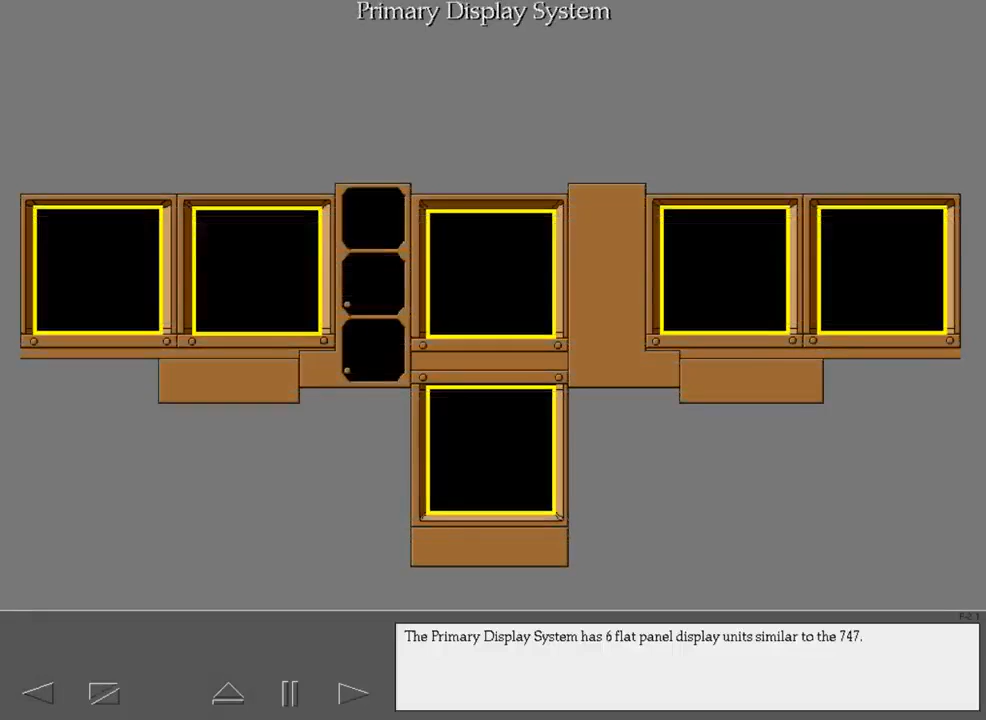 Primary Display System
The Primary Display System has 6 flat panel display units similar to the 747.